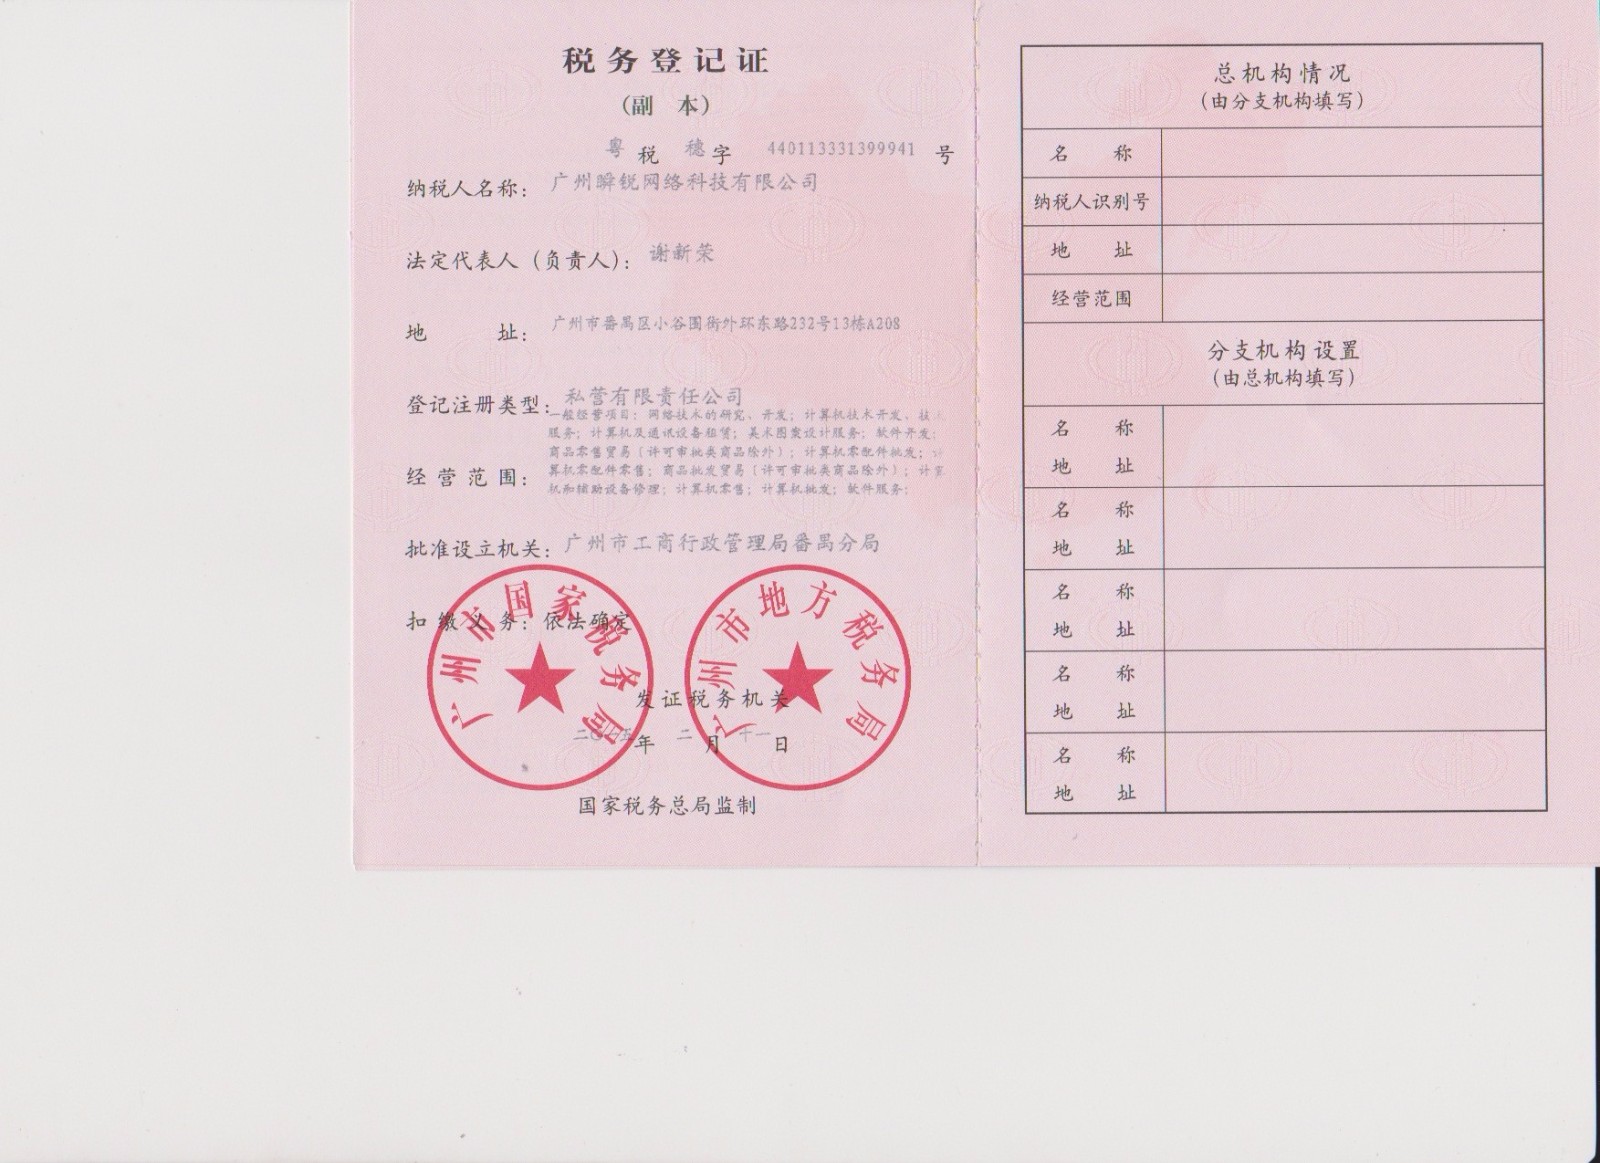 税务登记证
(副 本)
粤 税 穗 字 440113331399941 号
纳税人名称: 广州瞬锐网络科技有限公司
法定代表人 (负责人): 谢新荣
地 址: 广州市番禺区小谷围街外环东路232号13栋A208
登记注册类型: 私营有限责任公司
经营范围: 一般经营项目: 网络技术的研究、开发; 计算机技术开发、技
服务; 计算机及通讯设备租赁; 美术图案设计服务; 软件开发;
商品零售贸易 (许可审批类商品除外); 计算机零配件批发; 计
算机零配件零售; 商品批发贸易 (许可审批类商品除外); 计算
机和辅助设备修理; 计算机零售; 计算机批发; 软件服务;
批准设立机关: 广州市工商行政管理局番禺分局
扣缴义务: 依法确定
广州市国家税务局
广州市地方税务局
发证税务机关
二〇一五 年 二 月 十一 日
国家税务总局监制
总机构情况
(由分支机构填写)
名 称
纳税人识别号
地 址
经营范围
分支机构设置
(由总机构填写)
名 称
地 址
名 称
地 址
名 称
地 址
名 称
地 址
名 称
地 址